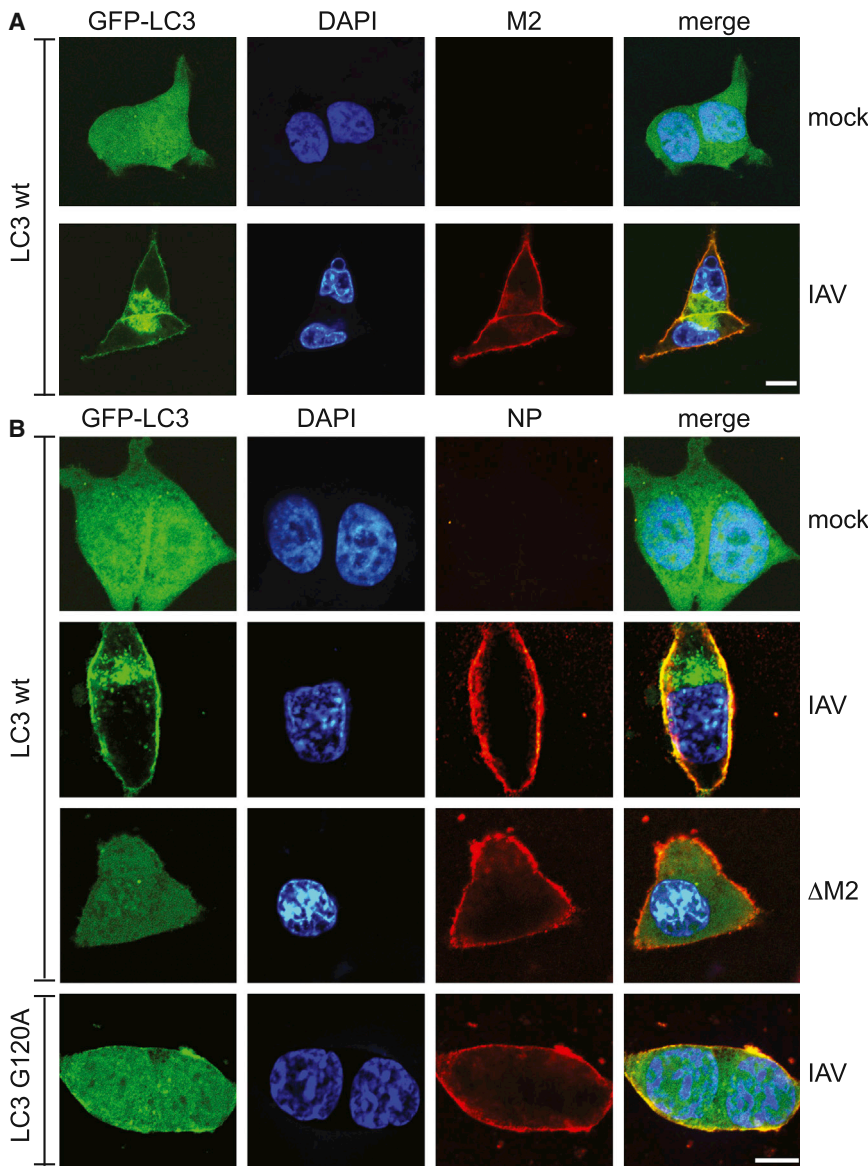 A GFP-LC3 DAPI M2 merge
mock
LC3 wt
IAV
B GFP-LC3 DAPI NP merge
mock
LC3 wt
IAV
ΔM2
LC3 G120A
IAV